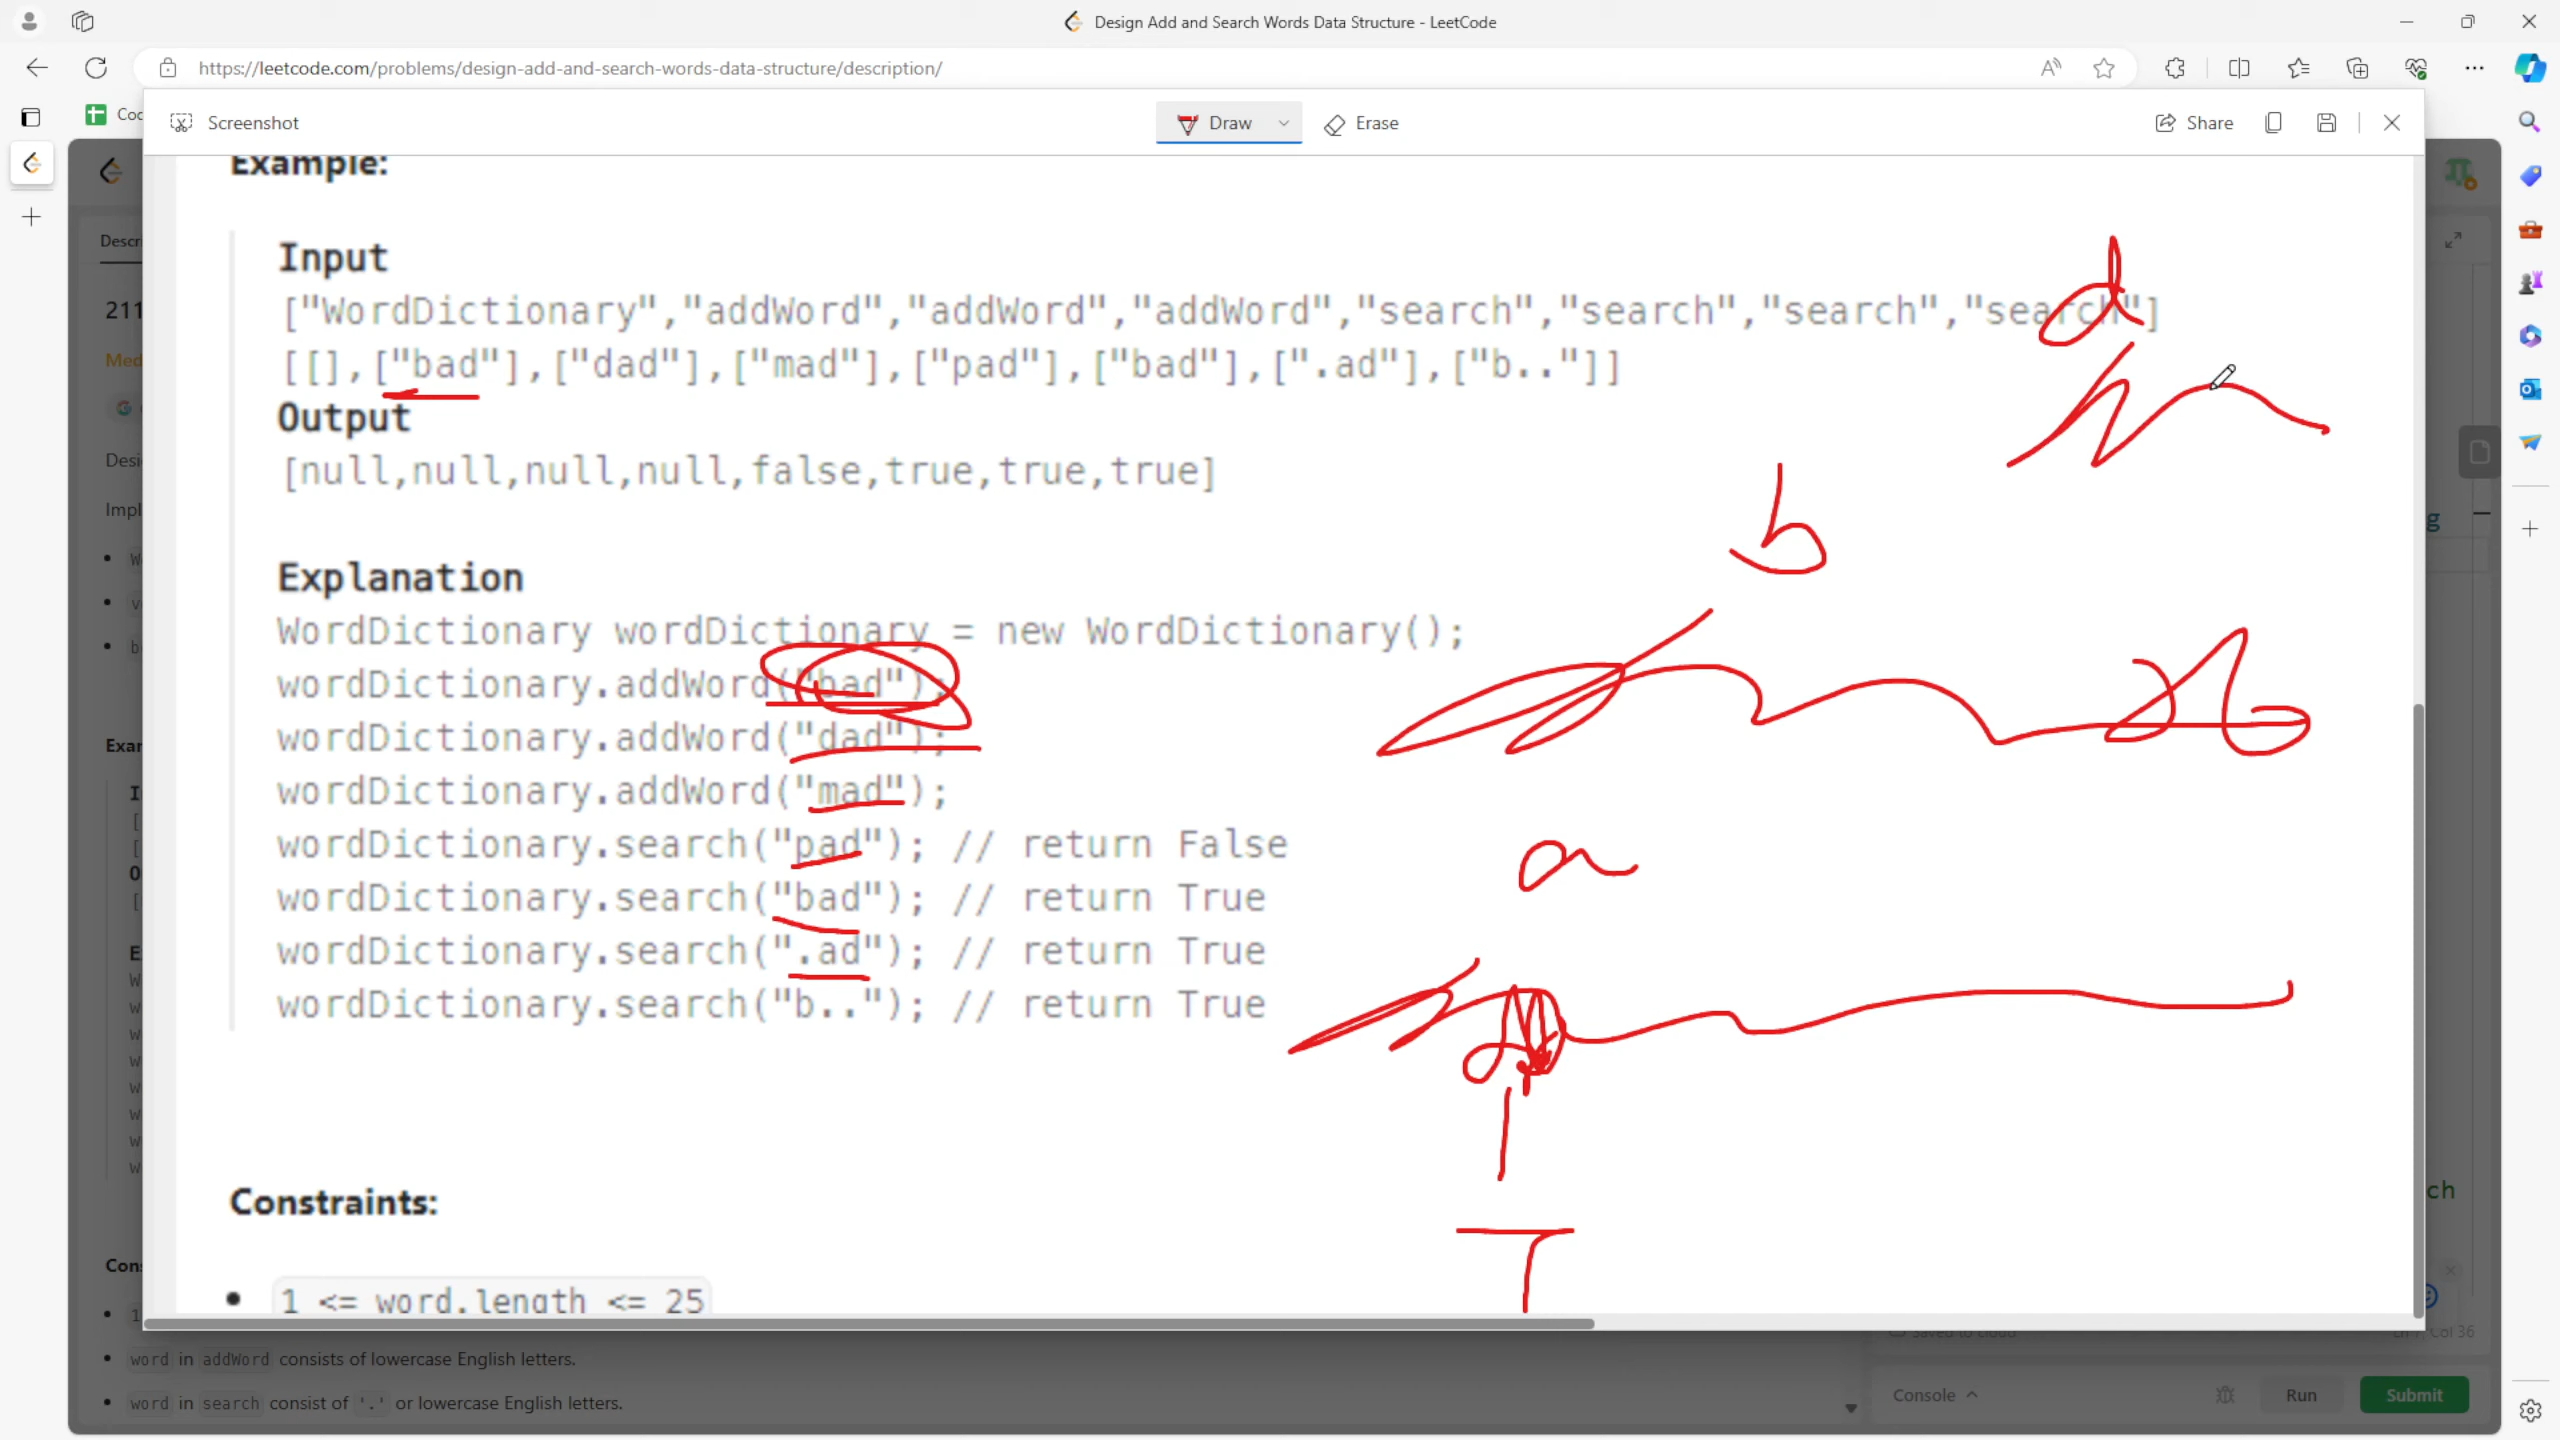 Design Add and Search Words Data Structure - LeetCode
https://leetcode.com/problems/design-add-and-search-words-data-structure/description/
Screenshot
Draw
Erase
Share
Example:
Input
["WordDictionary","addWord","addWord","addWord","search","search","search","search"]
[[],["bad"],["dad"],["mad"],["pad"],["bad"],[".ad"],["b.."]]
Output
[null,null,null,null,false,true,true,true]
Explanation
WordDictionary wordDictionary = new WordDictionary();
wordDictionary.addWord("bad");
wordDictionary.addWord("dad");
wordDictionary.addWord("mad");
wordDictionary.search("pad"); // return False
wordDictionary.search("bad"); // return True
wordDictionary.search(".ad"); // return True
wordDictionary.search("b.."); // return True
Constraints:
1 <= word.length <= 25
d
b
a
T
211
word in addWord consists of lowercase English letters.
word in search consist of '.' or lowercase English letters.
Saved to cloud
Console
Run
Submit